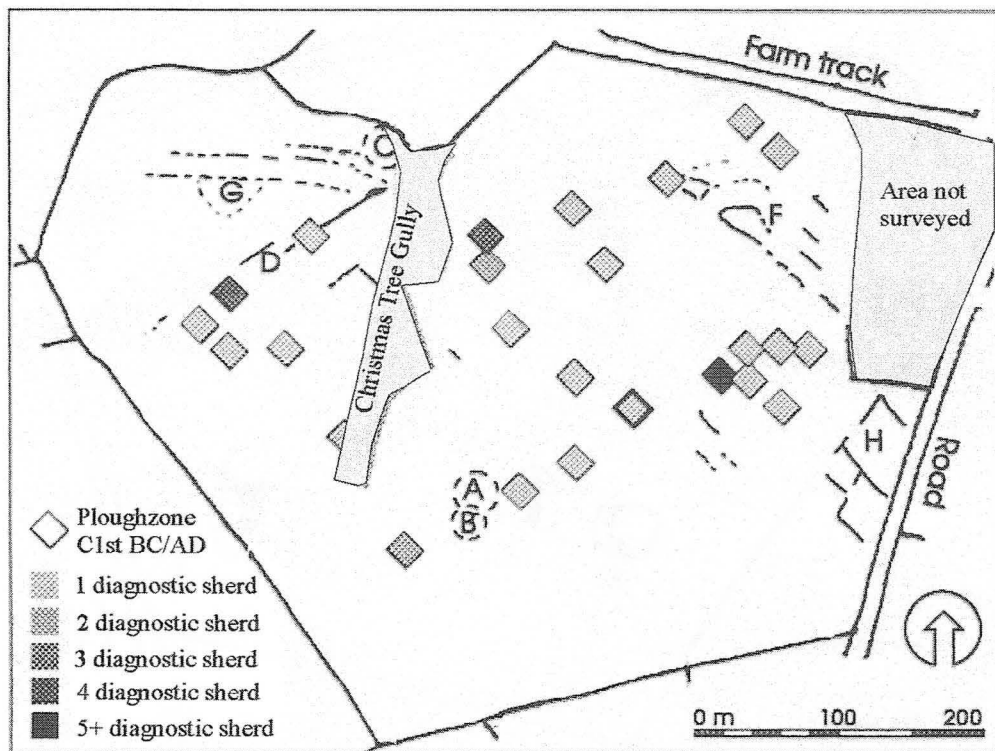 Farm track
Area not
surveyed
C
G
D
F
Christmas Tree Gully
A
B
H
Road
Ploughzone
C1st BC/AD
1 diagnostic sherd
2 diagnostic sherd
3 diagnostic sherd
4 diagnostic sherd
5+ diagnostic sherd
0 m 100 200